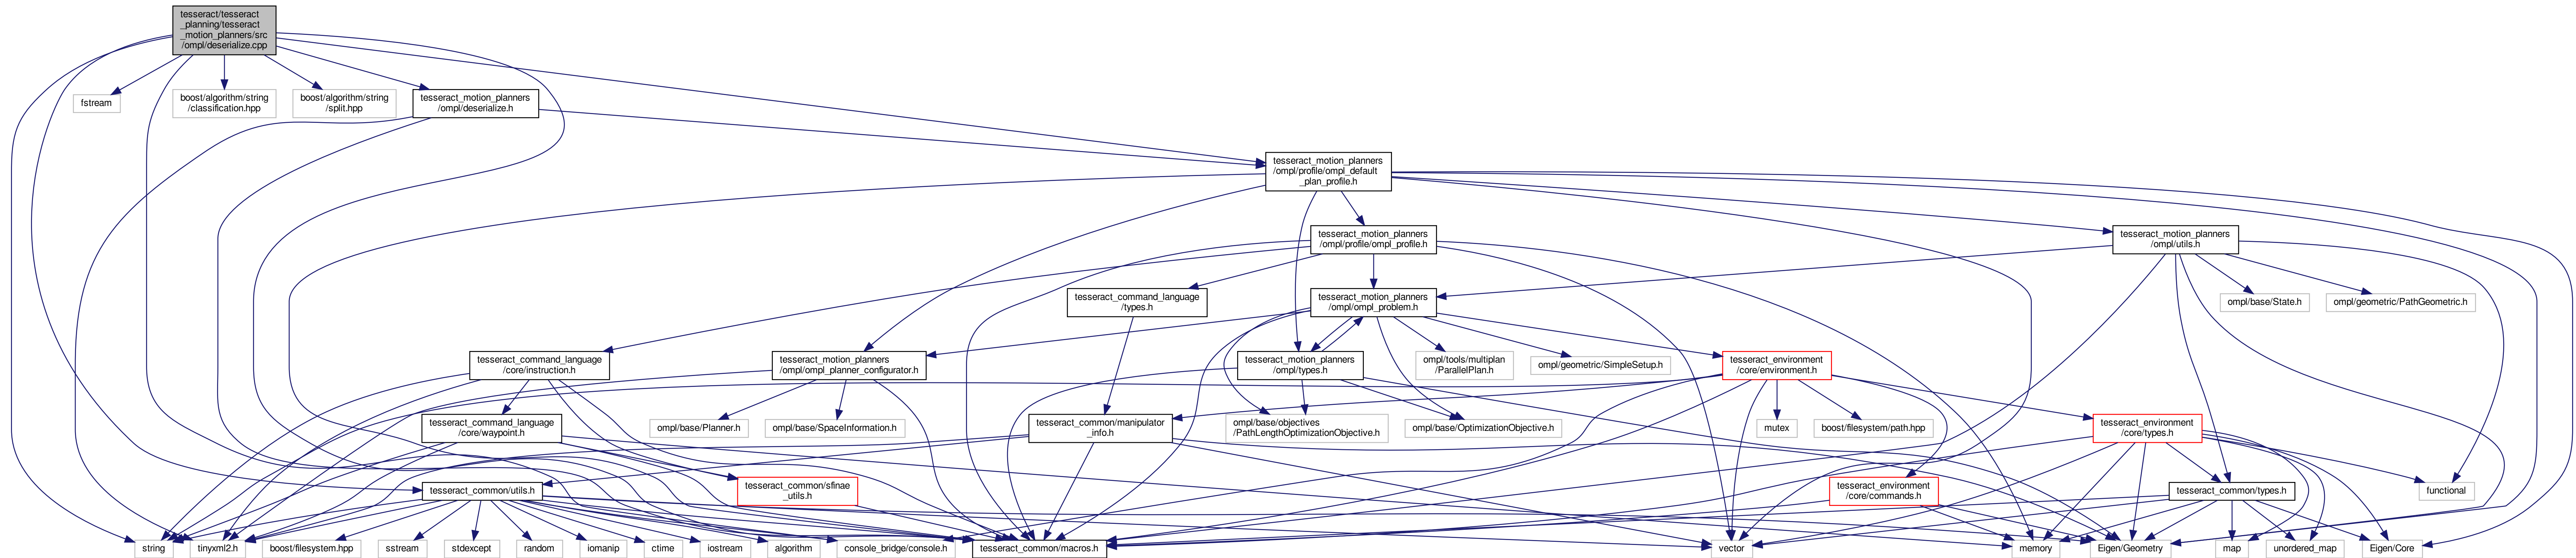 tesseract/tesseract
_planning/tesseract
_motion_planners/src
/ompl/deserialize.cpp
fstream
boost/algorithm/string
/classification.hpp
boost/algorithm/string
/split.hpp
tesseract_motion_planners
/ompl/deserialize.h
tesseract_motion_planners
/ompl/profile/ompl_default
_plan_profile.h
tesseract_motion_planners
/ompl/profile/ompl_profile.h
tesseract_motion_planners
/ompl/utils.h
tesseract_command_language
/types.h
tesseract_motion_planners
/ompl/ompl_problem.h
ompl/base/State.h
ompl/geometric/PathGeometric.h
tesseract_command_language
/core/instruction.h
tesseract_motion_planners
/ompl/ompl_planner_configurator.h
tesseract_motion_planners
/ompl/types.h
ompl/tools/multiplan
/ParallelPlan.h
ompl/geometric/SimpleSetup.h
tesseract_environment
/core/environment.h
tesseract_command_language
/core/waypoint.h
ompl/base/Planner.h
ompl/base/SpaceInformation.h
tesseract_common/manipulator
_info.h
ompl/base/objectives
/PathLengthOptimizationObjective.h
ompl/base/OptimizationObjective.h
mutex
boost/filesystem/path.hpp
tesseract_environment
/core/types.h
tesseract_common/utils.h
tesseract_common/sfinae
_utils.h
tesseract_environment
/core/commands.h
tesseract_common/types.h
functional
string
tinyxml2.h
boost/filesystem.hpp
sstream
stdexcept
random
iomanip
ctime
iostream
algorithm
console_bridge/console.h
tesseract_common/macros.h
vector
memory
Eigen/Geometry
map
unordered_map
Eigen/Core